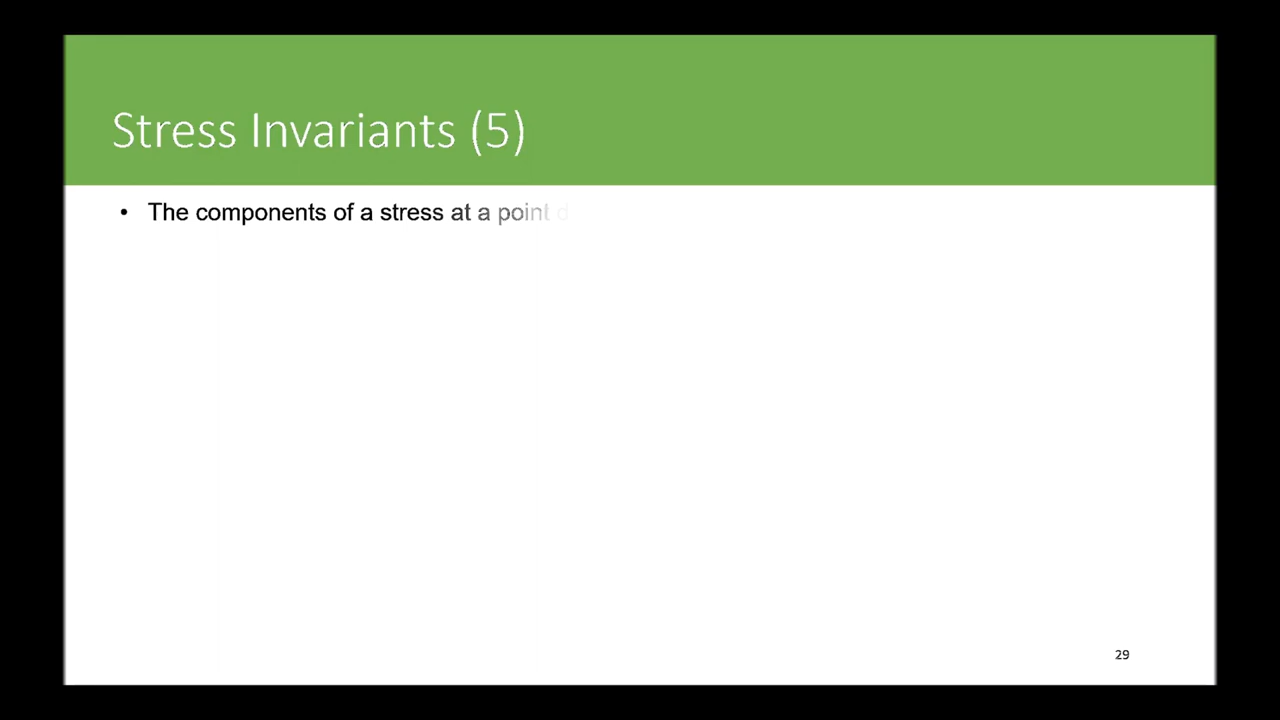 Stress Invariants (5)
• The components of a stress at a point
29